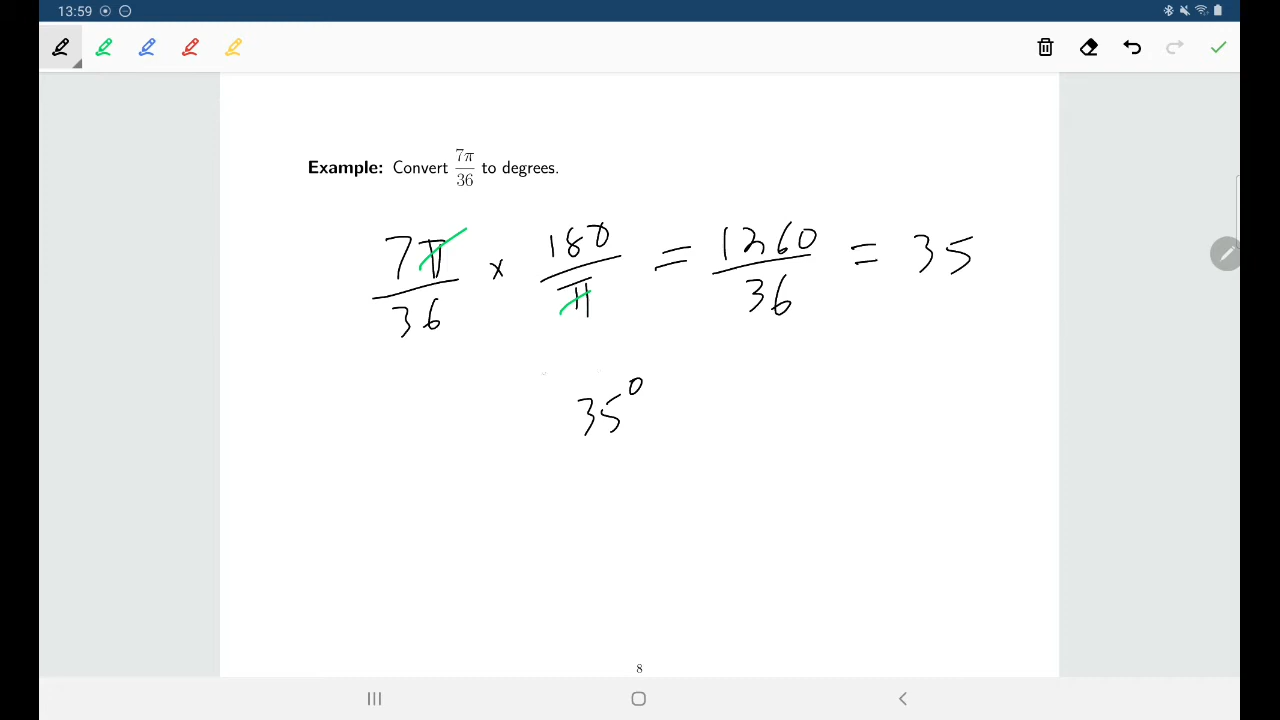 13:59
Example: Convert 7π/36 to degrees.
7π/36 × 180/π = 1260/36 = 35
35°
8